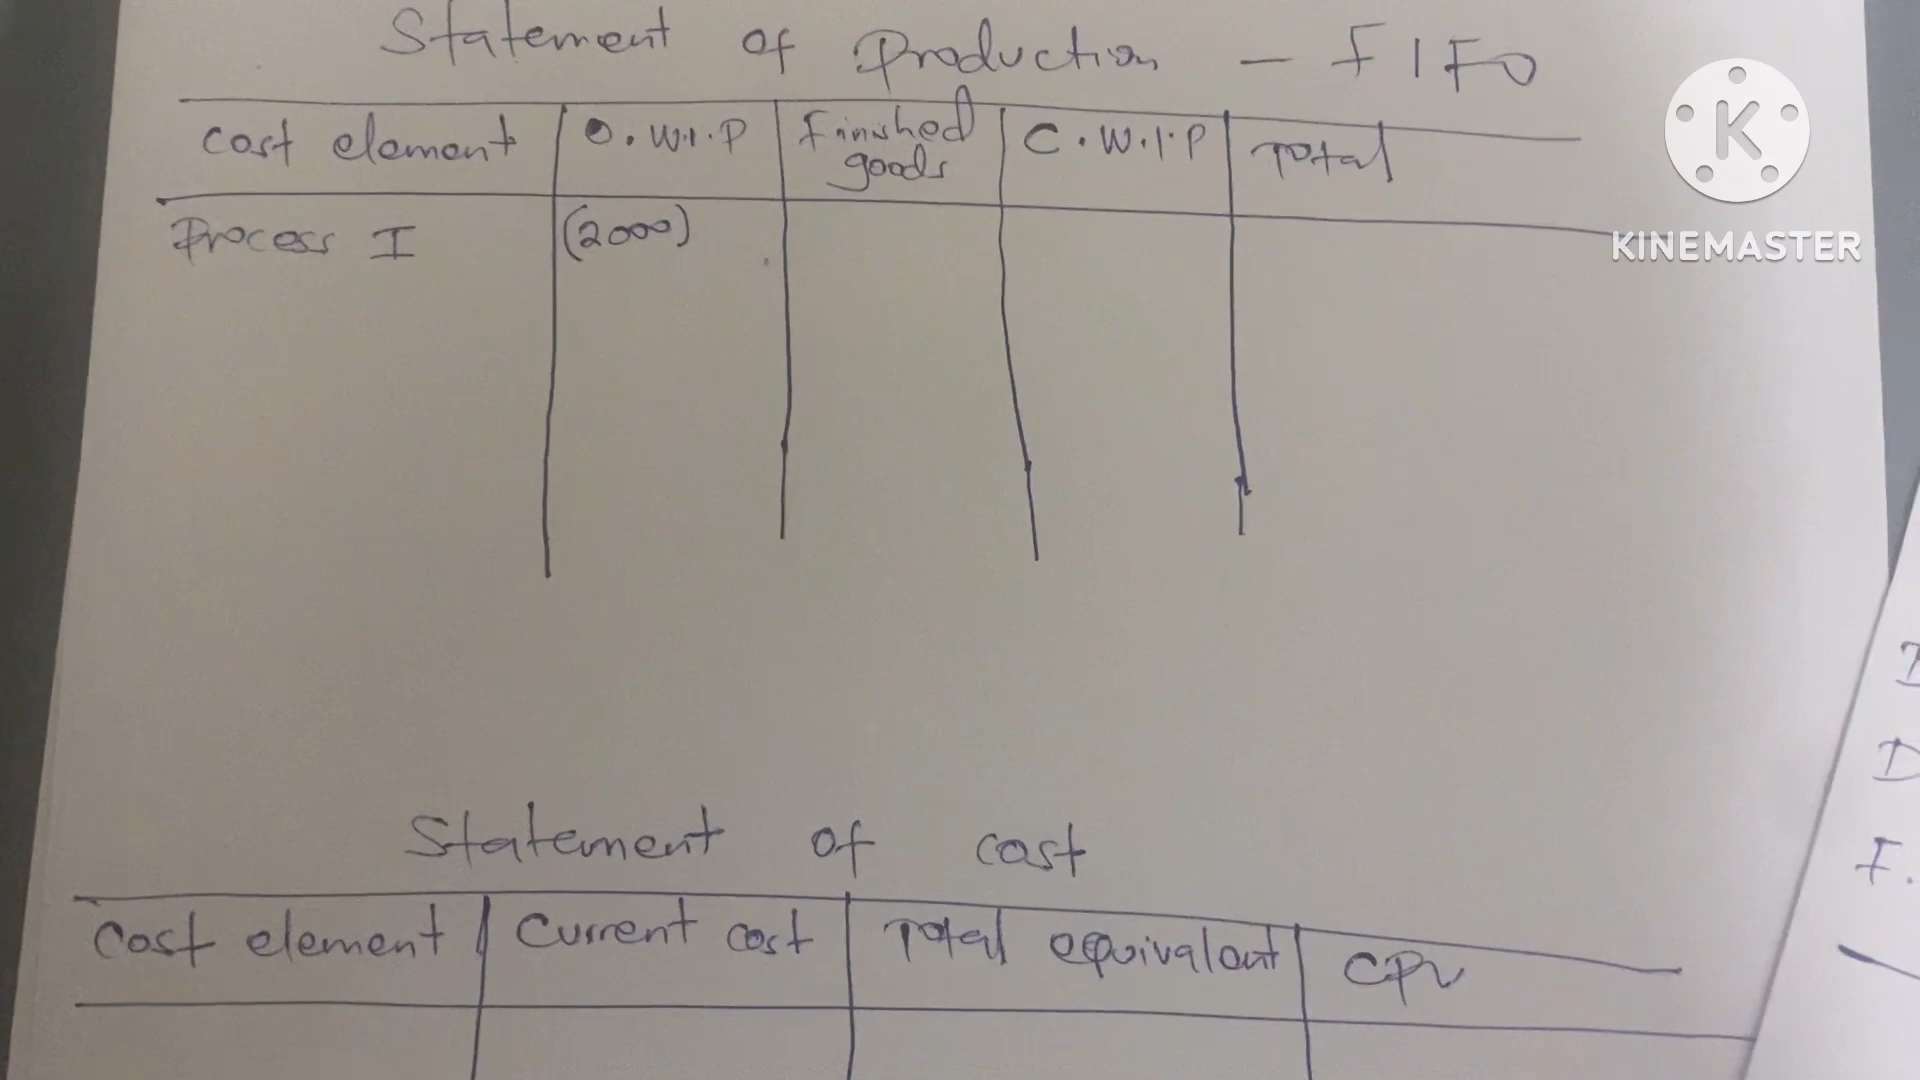 Statement of Production - FIFO
Cost element O.W.I.P Finished goods C.W.I.P Total
Process I (2000)
Statement of cost
Cost element Current cost Total equivalent CPU
K
KINEMASTER
D
F.